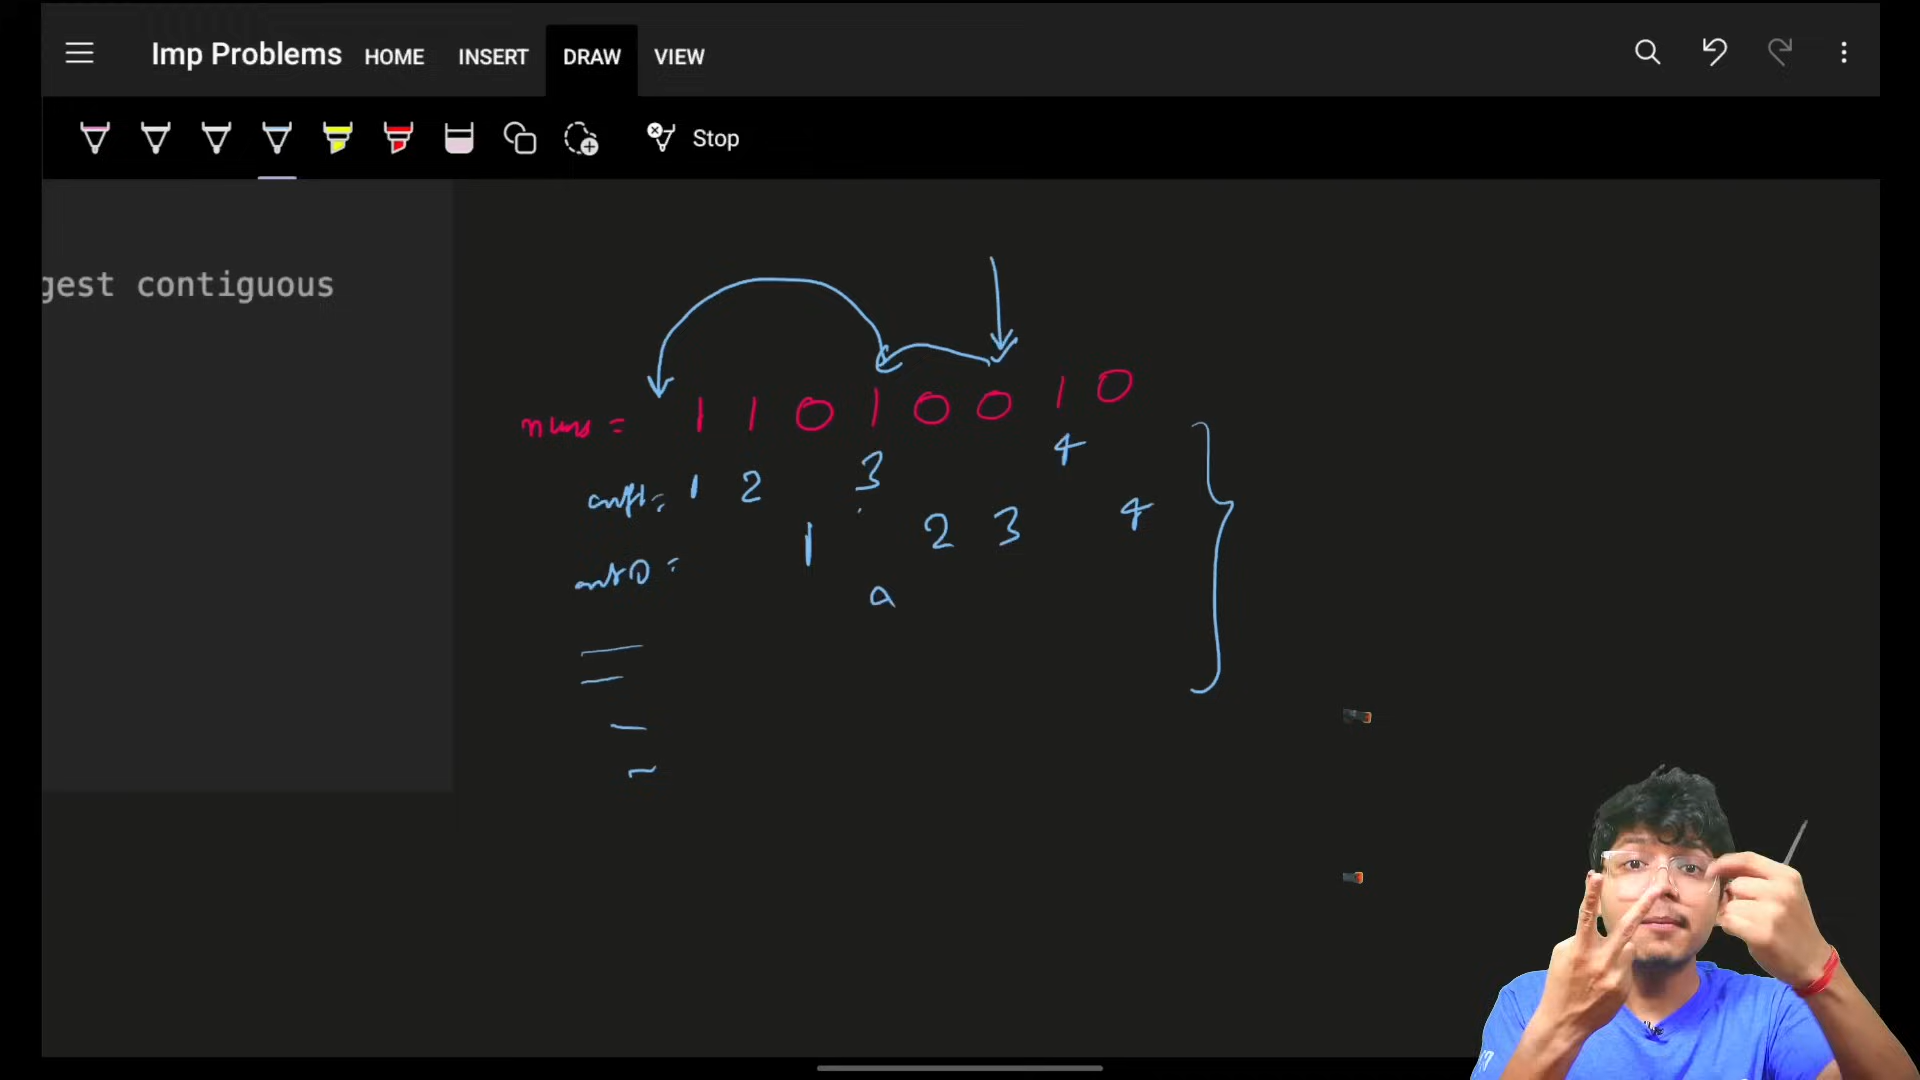 Imp Problems HOME INSERT DRAW VIEW
Stop
gest contiguous
nums = 1 1 0 1 0 0 1 0
cnt1 = 1 2 3 4
cnt0 = 1 2 3 4
a